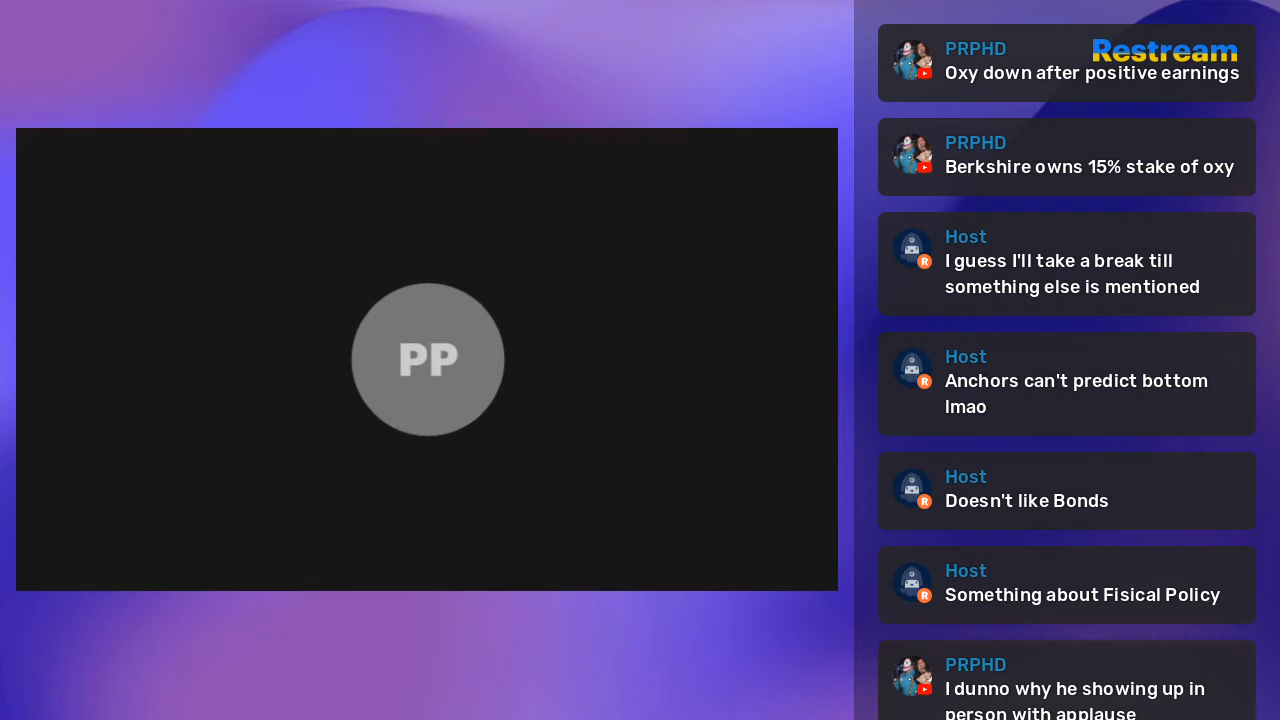 PP
Restream
PRPHD
Oxy down after positive earnings
PRPHD
Berkshire owns 15% stake of oxy
Host
R
I guess I'll take a break till
something else is mentioned
Host
R
Anchors can't predict bottom
lmao
Host
R
Doesn't like Bonds
Host
R
Something about Fisical Policy
PRPHD
I dunno why he showing up in
person with applause